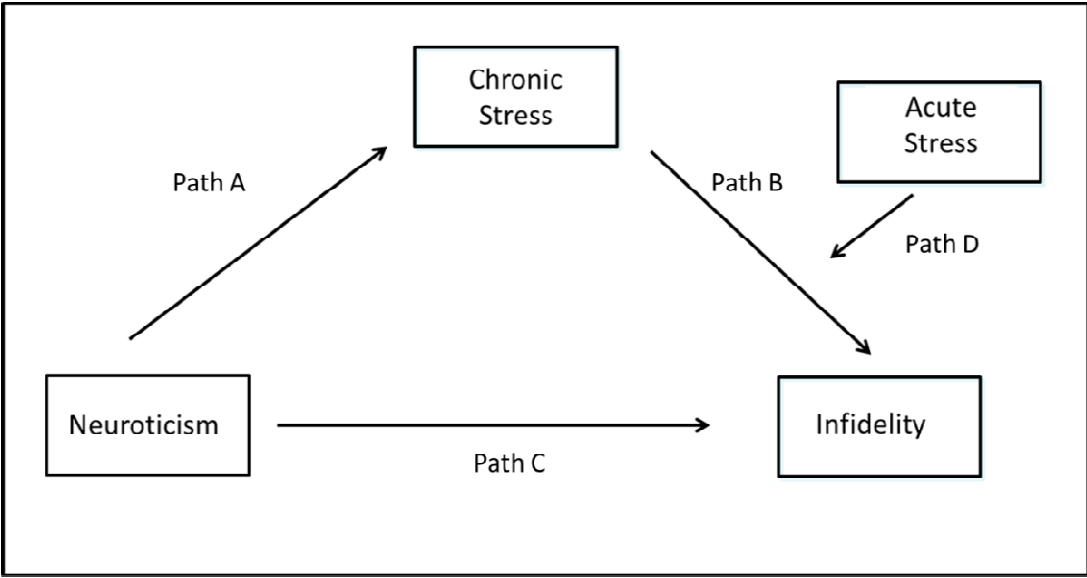 Chronic
Stress
Acute
Stress
Path A
Path B
Path D
Neuroticism
Infidelity
Path C